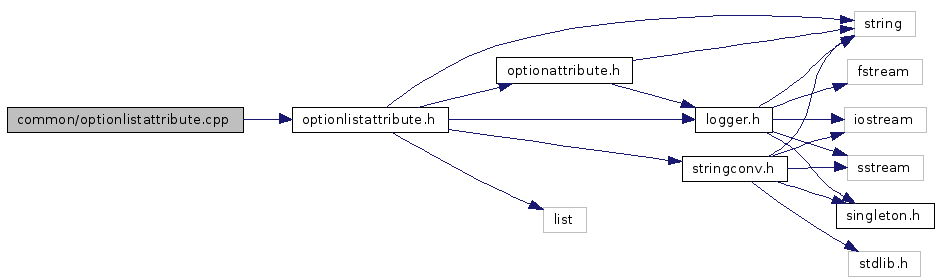 common/optionlistattribute.cpp
optionlistattribute.h
optionattribute.h
logger.h
stringconv.h
list
string
fstream
iostream
sstream
singleton.h
stdlib.h